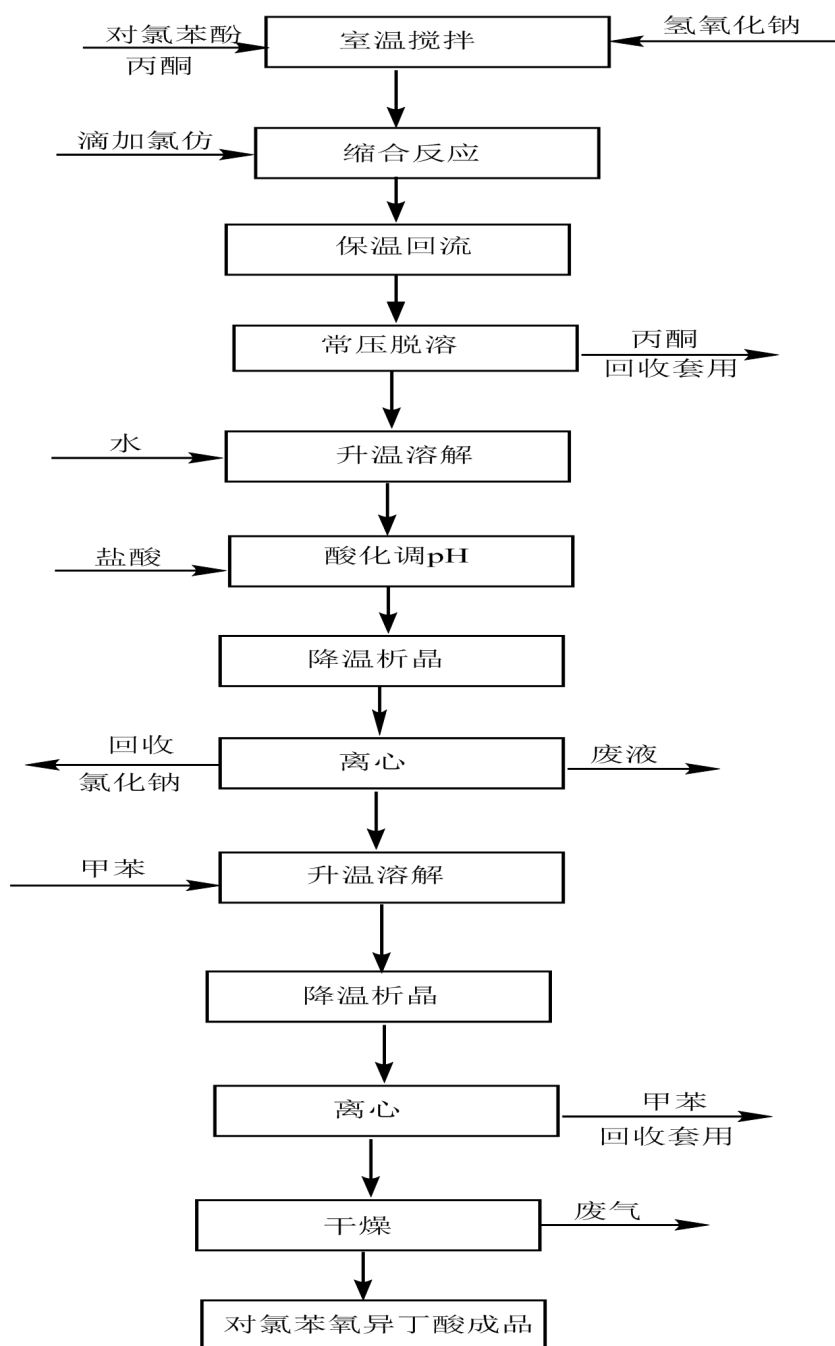 对氯苯酚
丙酮
室温搅拌
氢氧化钠
滴加氯仿
缩合反应
保温回流
常压脱溶
丙酮
回收套用
水
升温溶解
盐酸
酸化调pH
降温析晶
回收
氯化钠
离心
废液
甲苯
升温溶解
降温析晶
离心
甲苯
回收套用
干燥
废气
对氯苯氧异丁酸成品